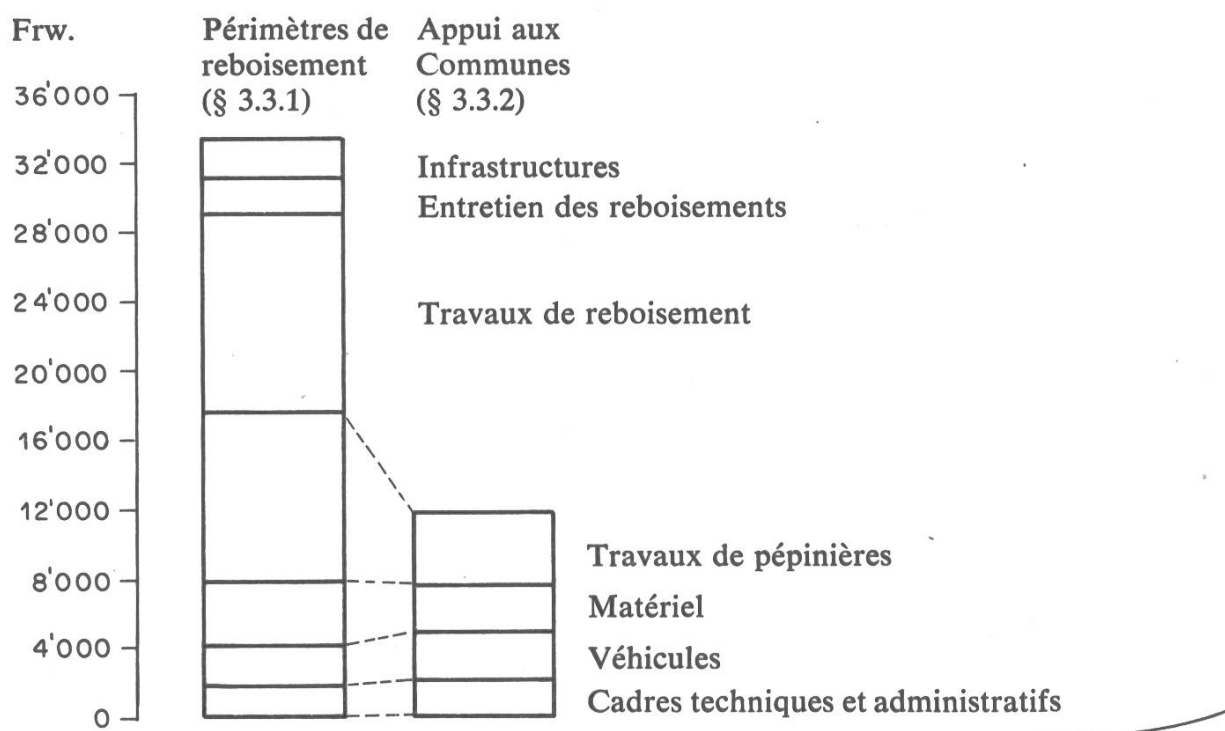 Frw.
Périmètres de
reboisement
(§ 3.3.1)
Appui aux
Communes
(§ 3.3.2)
36'000
32'000
28'000
24'000
20'000
16'000
12'000
8'000
4'000
0
Infrastructures
Entretien des reboisements
Travaux de reboisement
Travaux de pépinières
Matériel
Véhicules
Cadres techniques et administratifs